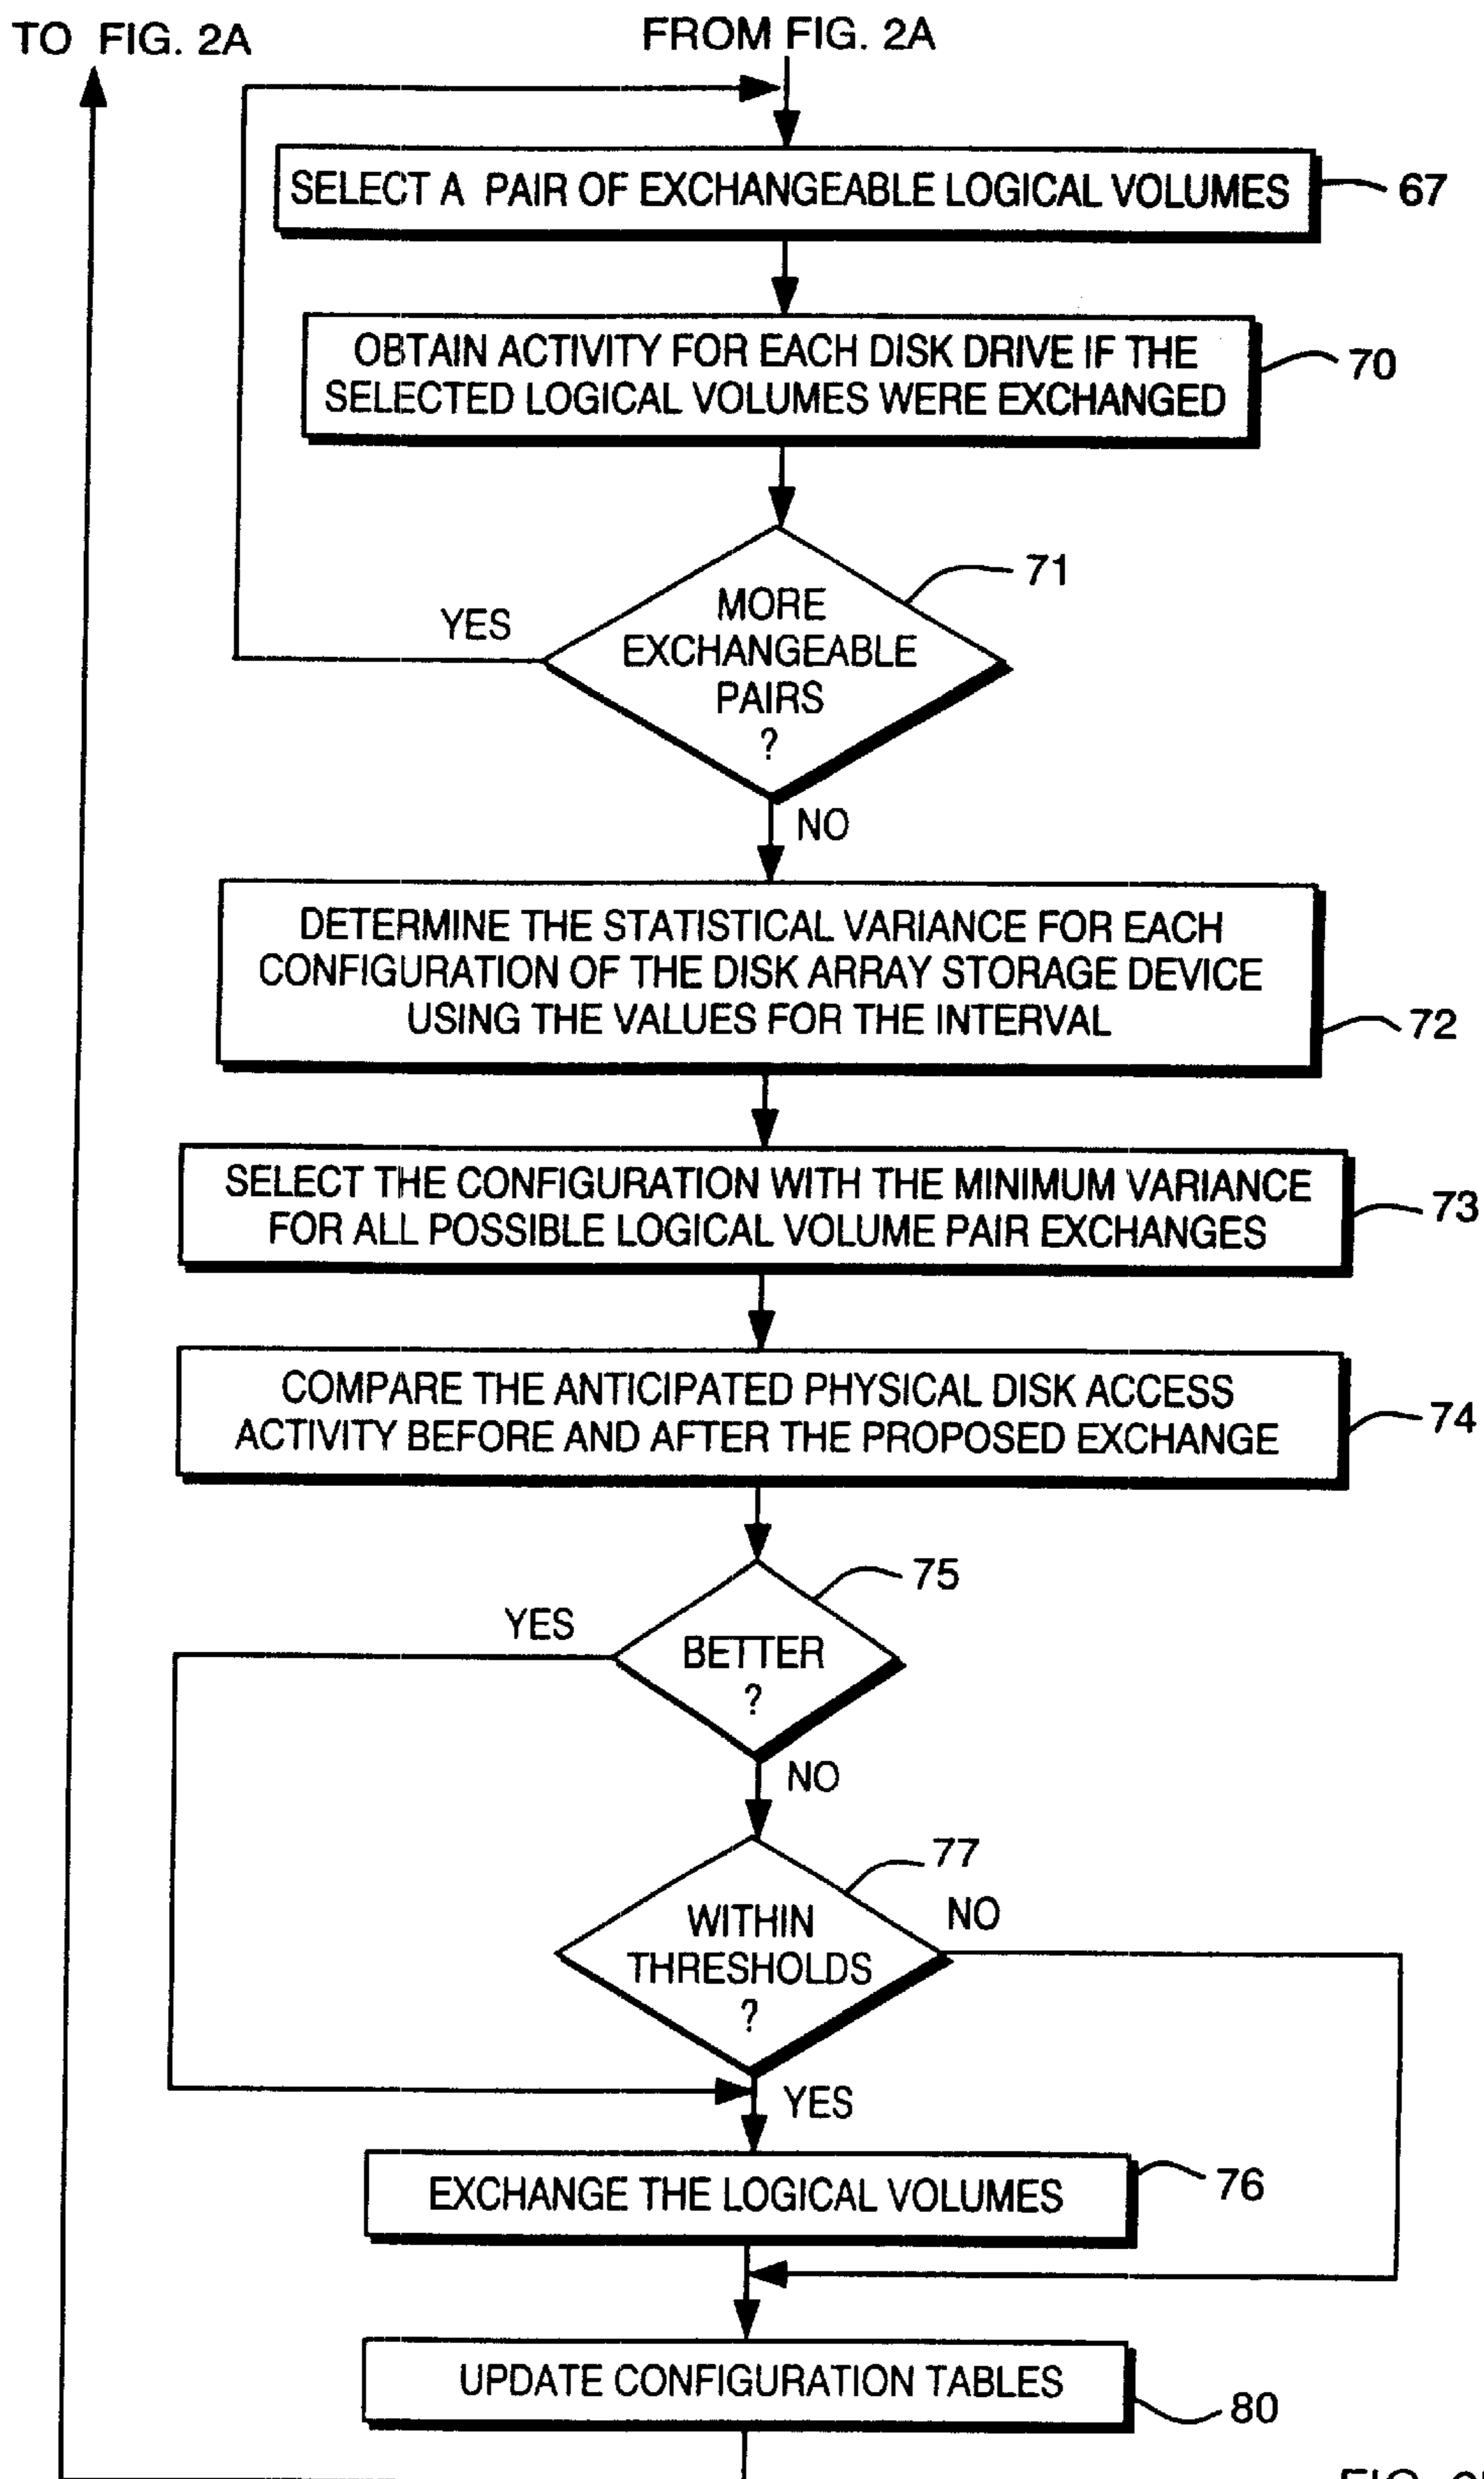 TO FIG. 2A
FROM FIG. 2A
SELECT A PAIR OF EXCHANGEABLE LOGICAL VOLUMES
67
OBTAIN ACTIVITY FOR EACH DISK DRIVE IF THE
SELECTED LOGICAL VOLUMES WERE EXCHANGED
70
71
MORE
EXCHANGEABLE
PAIRS
?
YES
NO
DETERMINE THE STATISTICAL VARIANCE FOR EACH
CONFIGURATION OF THE DISK ARRAY STORAGE DEVICE
USING THE VALUES FOR THE INTERVAL
72
SELECT THE CONFIGURATION WITH THE MINIMUM VARIANCE
FOR ALL POSSIBLE LOGICAL VOLUME PAIR EXCHANGES
73
COMPARE THE ANTICIPATED PHYSICAL DISK ACCESS
ACTIVITY BEFORE AND AFTER THE PROPOSED EXCHANGE
74
75
YES
BETTER
?
NO
77
NO
WITHIN
THRESHOLDS
?
YES
EXCHANGE THE LOGICAL VOLUMES
76
UPDATE CONFIGURATION TABLES
80